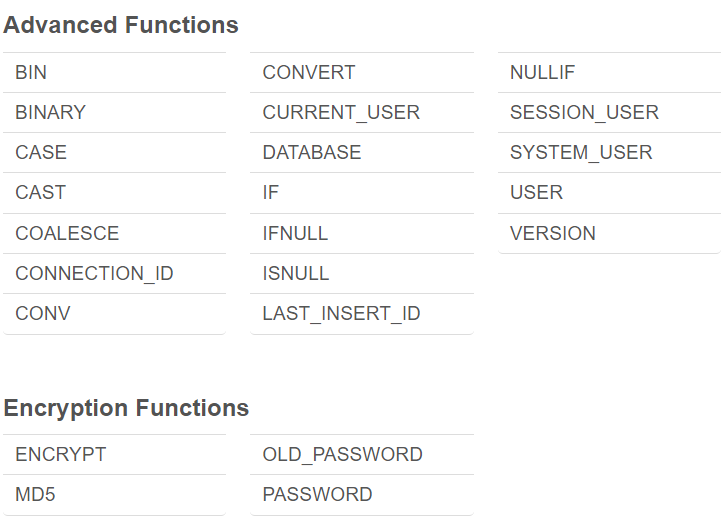 Advanced Functions
BIN
BINARY
CASE
CAST
COALESCE
CONNECTION_ID
CONV
CONVERT
CURRENT_USER
DATABASE
IF
IFNULL
ISNULL
LAST_INSERT_ID
NULLIF
SESSION_USER
SYSTEM_USER
USER
VERSION
Encryption Functions
ENCRYPT
MD5
OLD_PASSWORD
PASSWORD